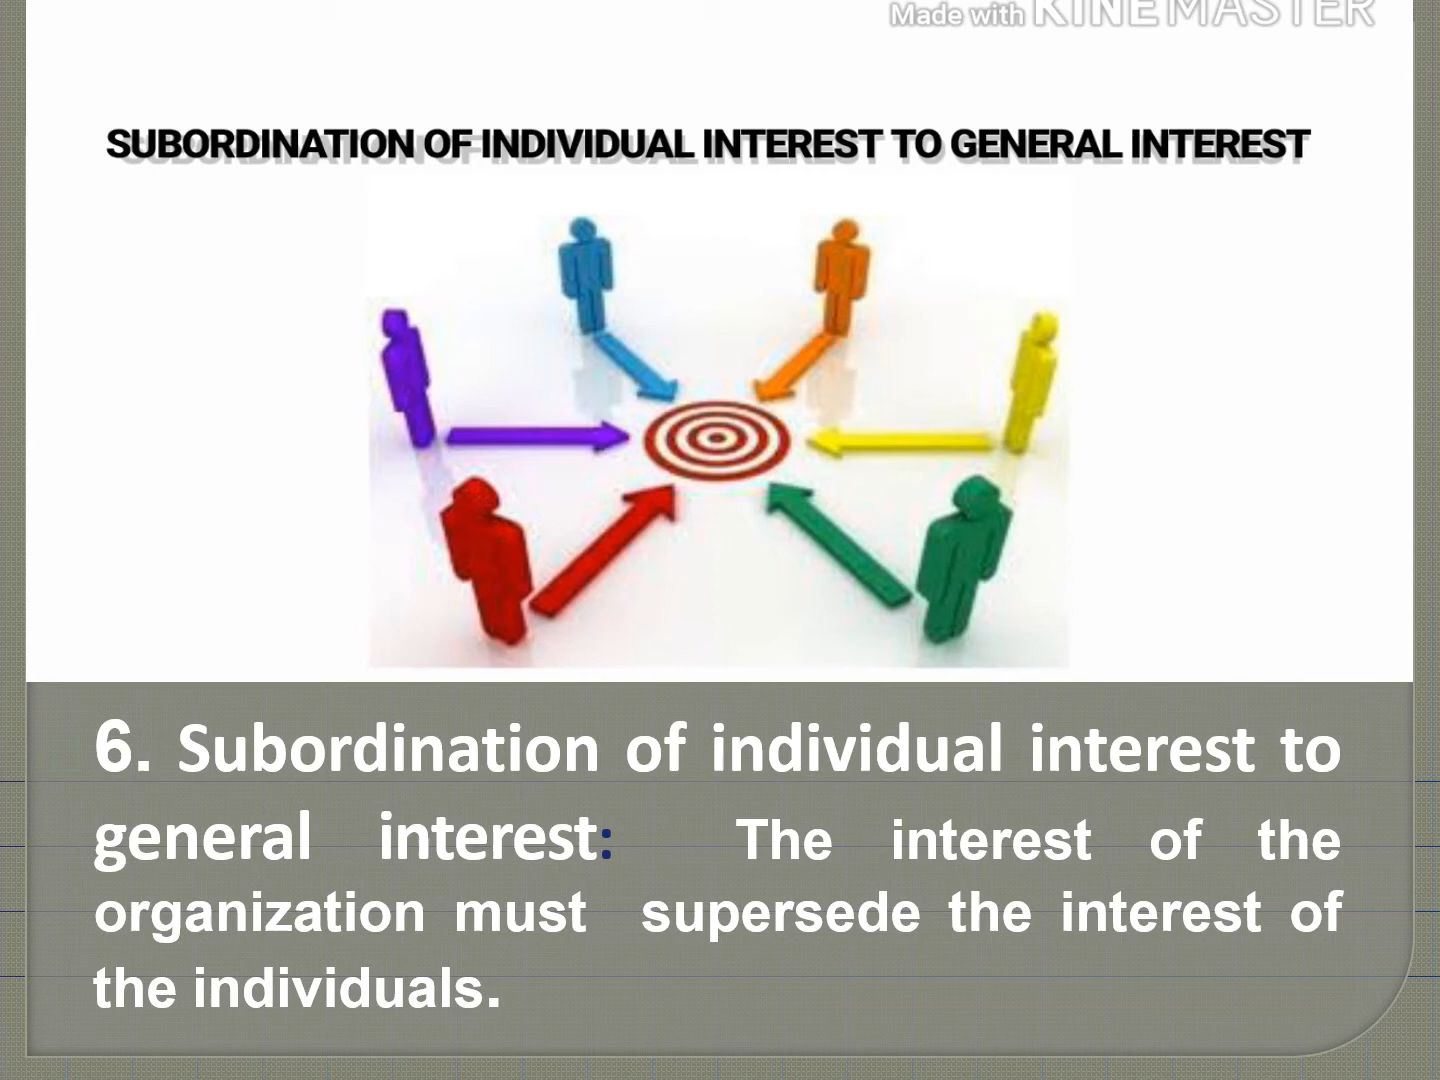 Made with KINEMASTER
SUBORDINATION OF INDIVIDUAL INTEREST TO GENERAL INTEREST
6. Subordination of individual interest to
general interest: The interest of the
organization must supersede the interest of
the individuals.